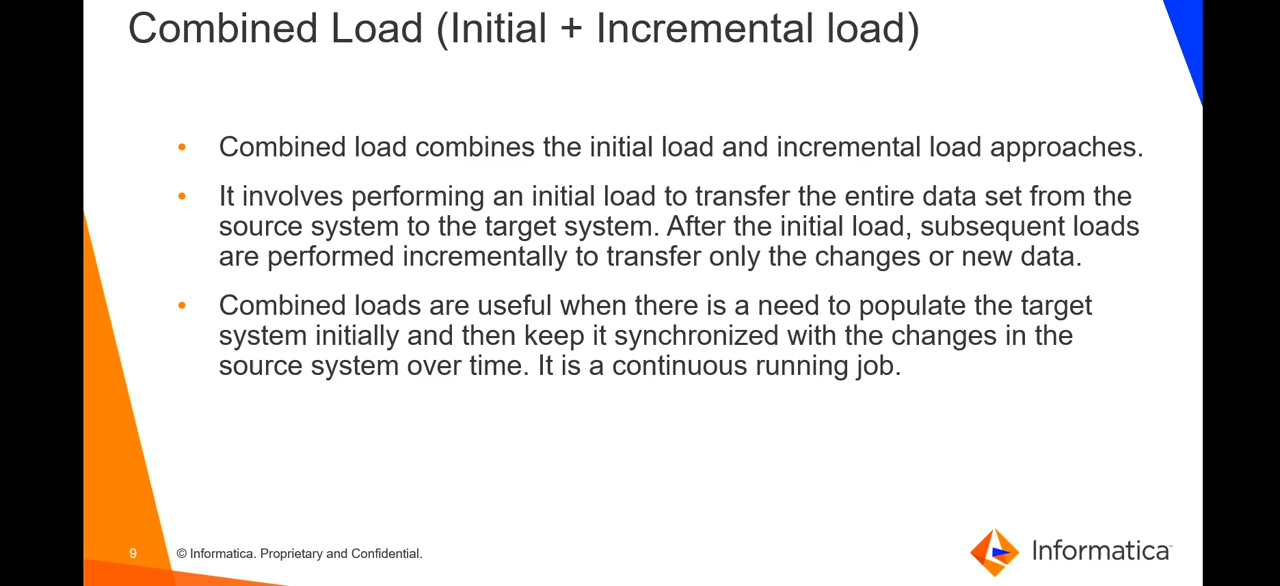 Combined Load (Initial + Incremental load)
• Combined load combines the initial load and incremental load approaches.
• It involves performing an initial load to transfer the entire data set from the
source system to the target system. After the initial load, subsequent loads
are performed incrementally to transfer only the changes or new data.
• Combined loads are useful when there is a need to populate the target
system initially and then keep it synchronized with the changes in the
source system over time. It is a continuous running job.
9 © Informatica. Proprietary and Confidential.
Informatica™